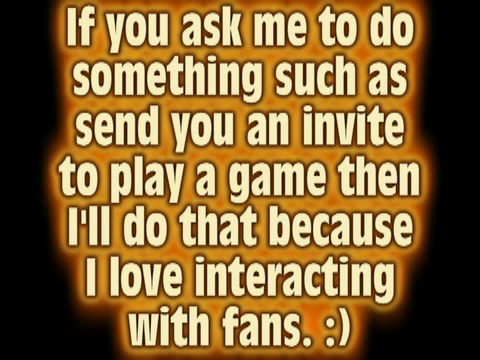 If you ask me to do
something such as
send you an invite
to play a game then
I'll do that because
I love interacting
with fans. :)